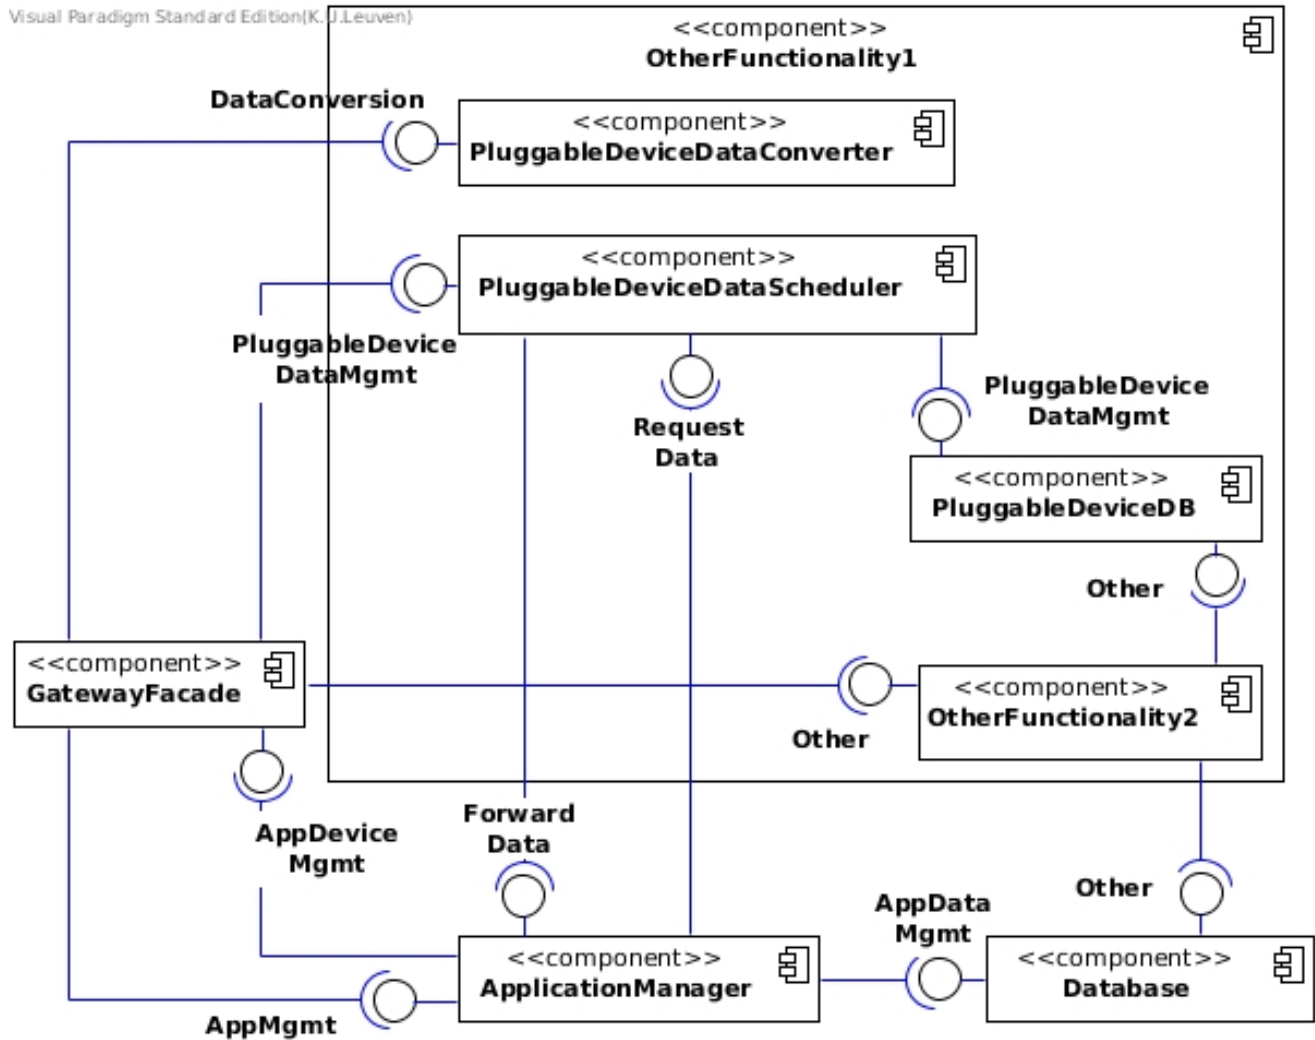 Visual Paradigm Standard Edition(K.U.Leuven)
<<component>>
OtherFunctionality1
DataConversion
<<component>>
PluggableDeviceDataConverter
<<component>>
PluggableDeviceDataScheduler
PluggableDevice
DataMgmt
Request
Data
PluggableDevice
DataMgmt
<<component>>
PluggableDeviceDB
Other
<<component>>
GatewayFacade
<<component>>
OtherFunctionality2
Other
AppDevice
Mgmt
Forward
Data
Other
AppData
Mgmt
<<component>>
ApplicationManager
<<component>>
Database
AppMgmt